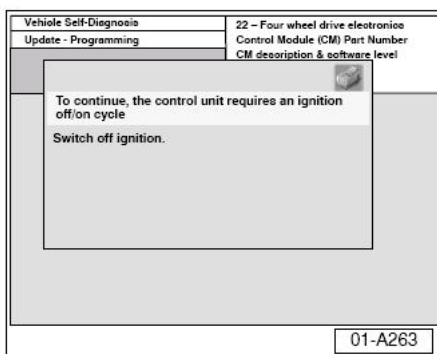 Vehicle Self-Diagnosis
Update - Programming
22 – Four wheel drive electronics
Control Module (CM) Part Number
CM description & software level
To continue, the control unit requires an ignition
off/on cycle
Switch off ignition.
01-A263